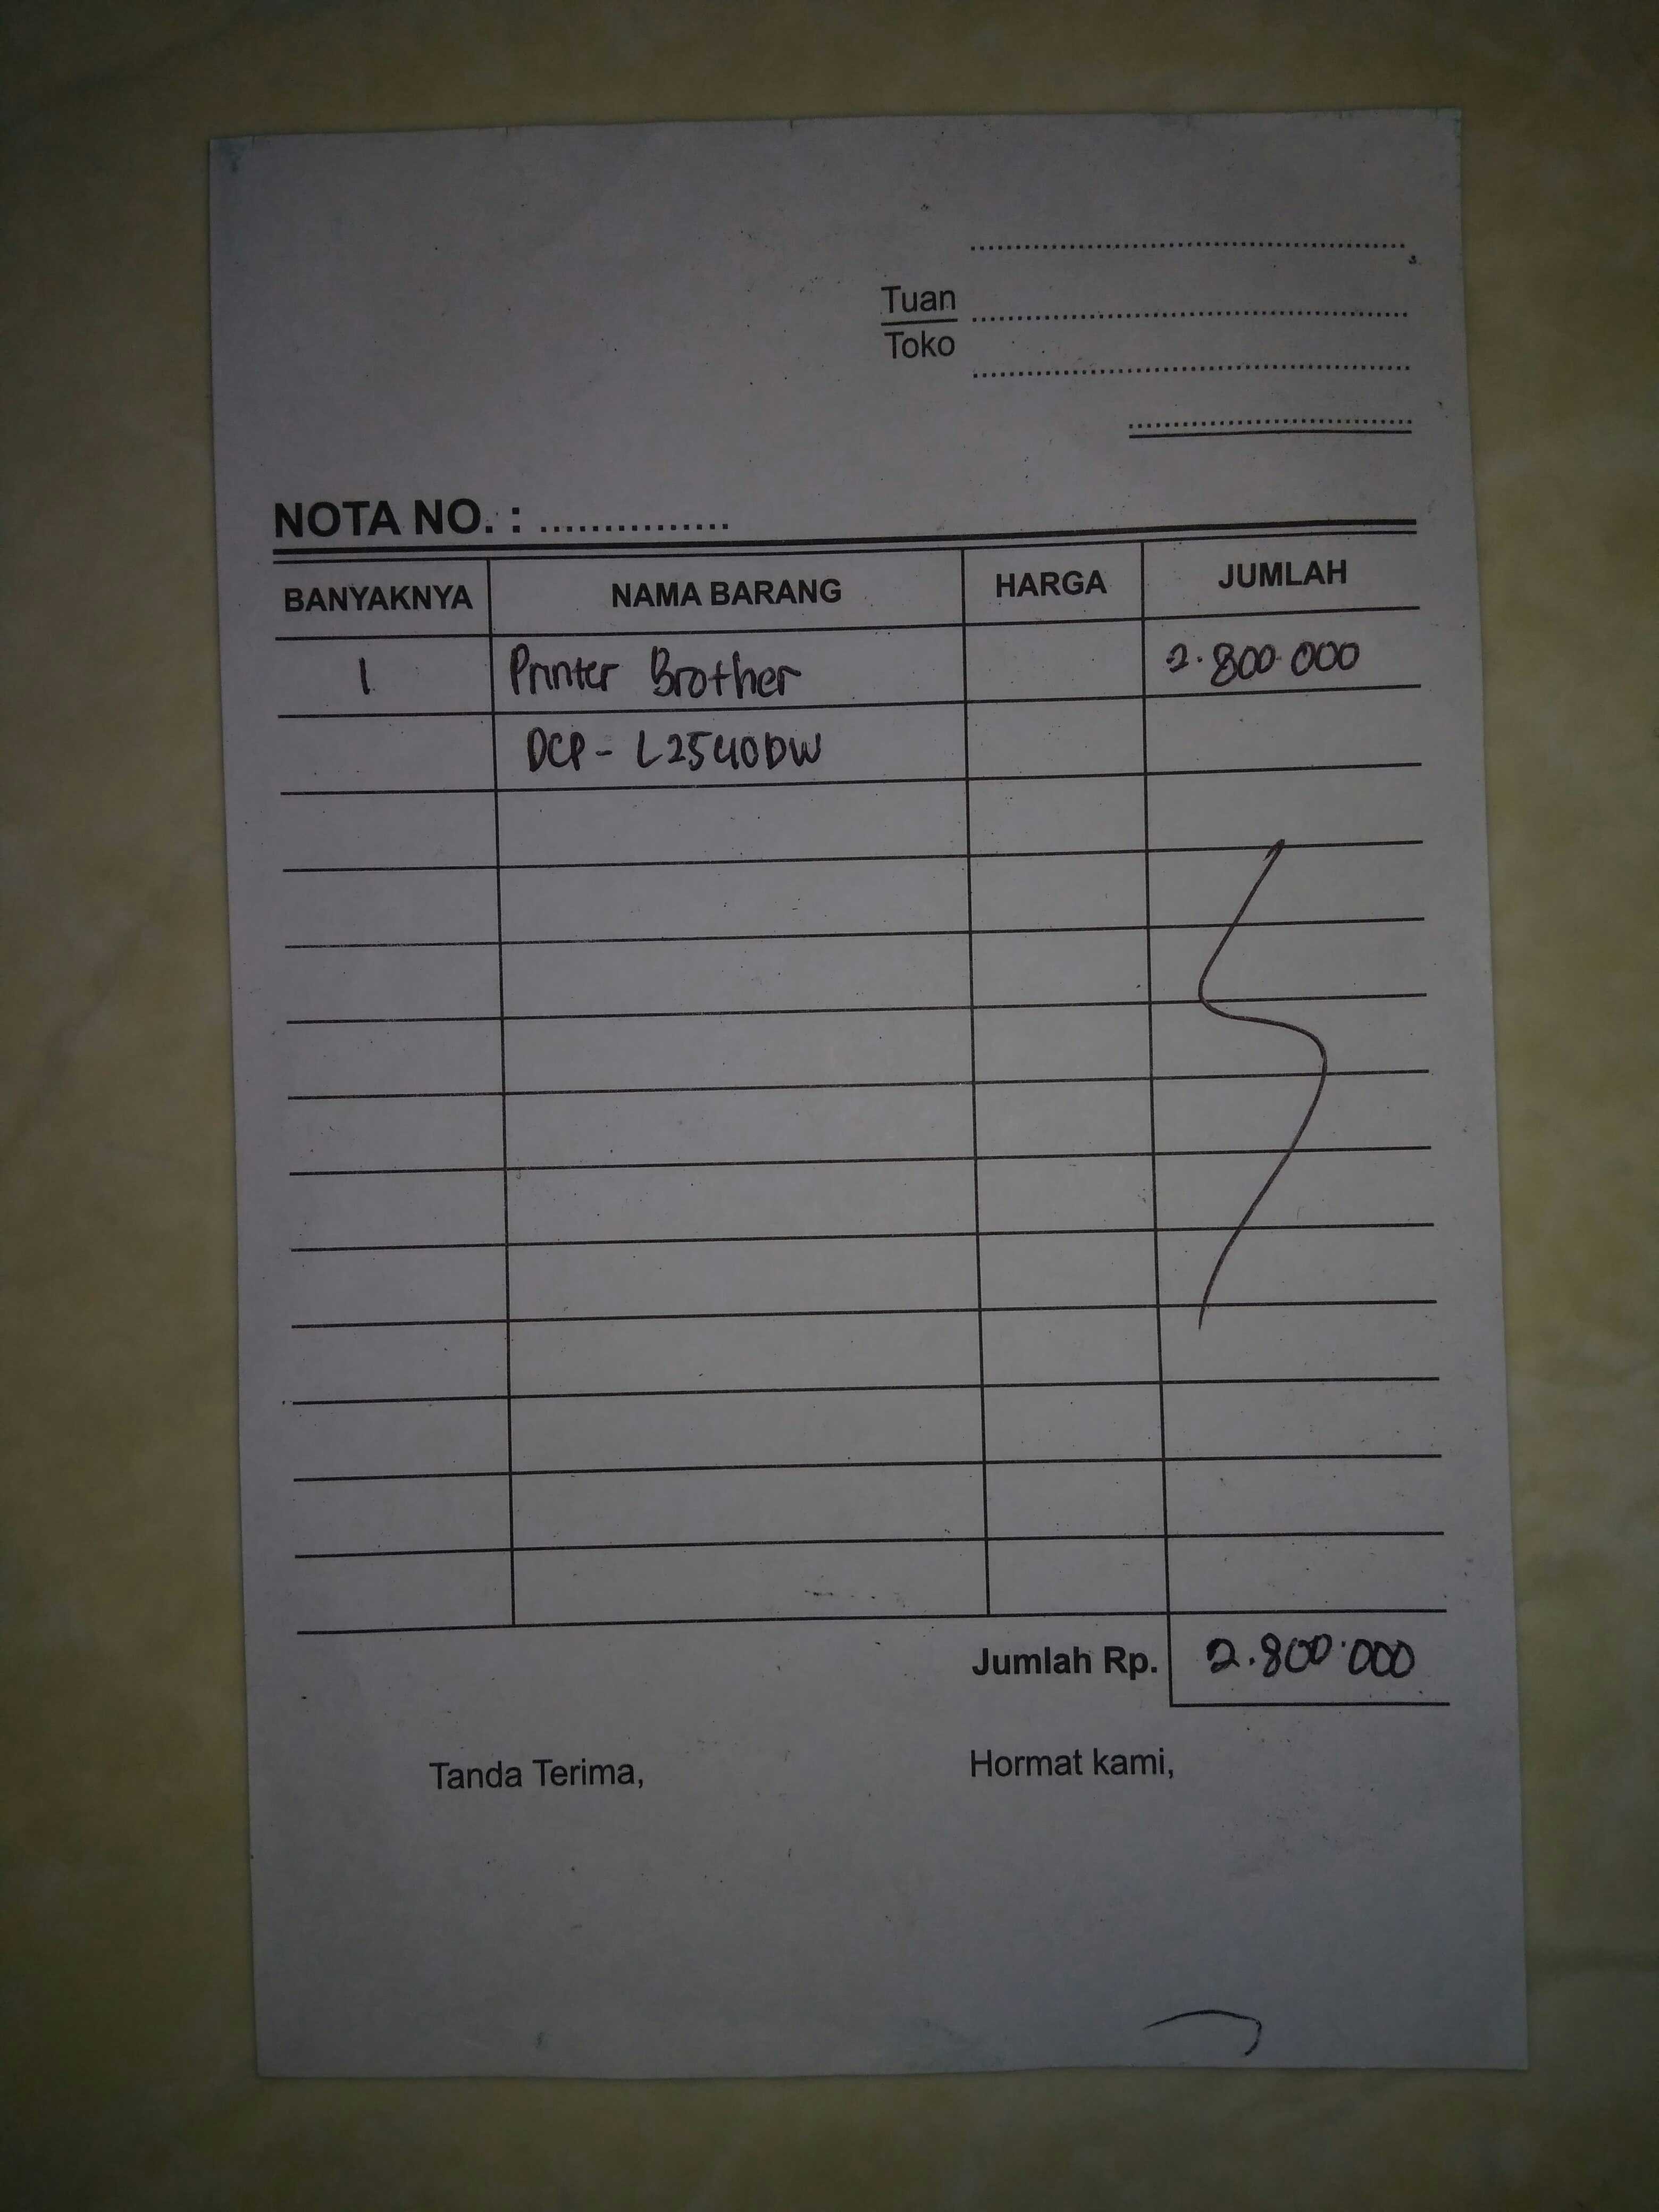 Tuan
Toko
NOTA NO. : ...............
BANYAKNYA NAMA BARANG HARGA JUMLAH
1 Printer Brother 2.800.000
DCP - L2540DW
Jumlah Rp. 2.800.000
Tanda Terima, Hormat kami,